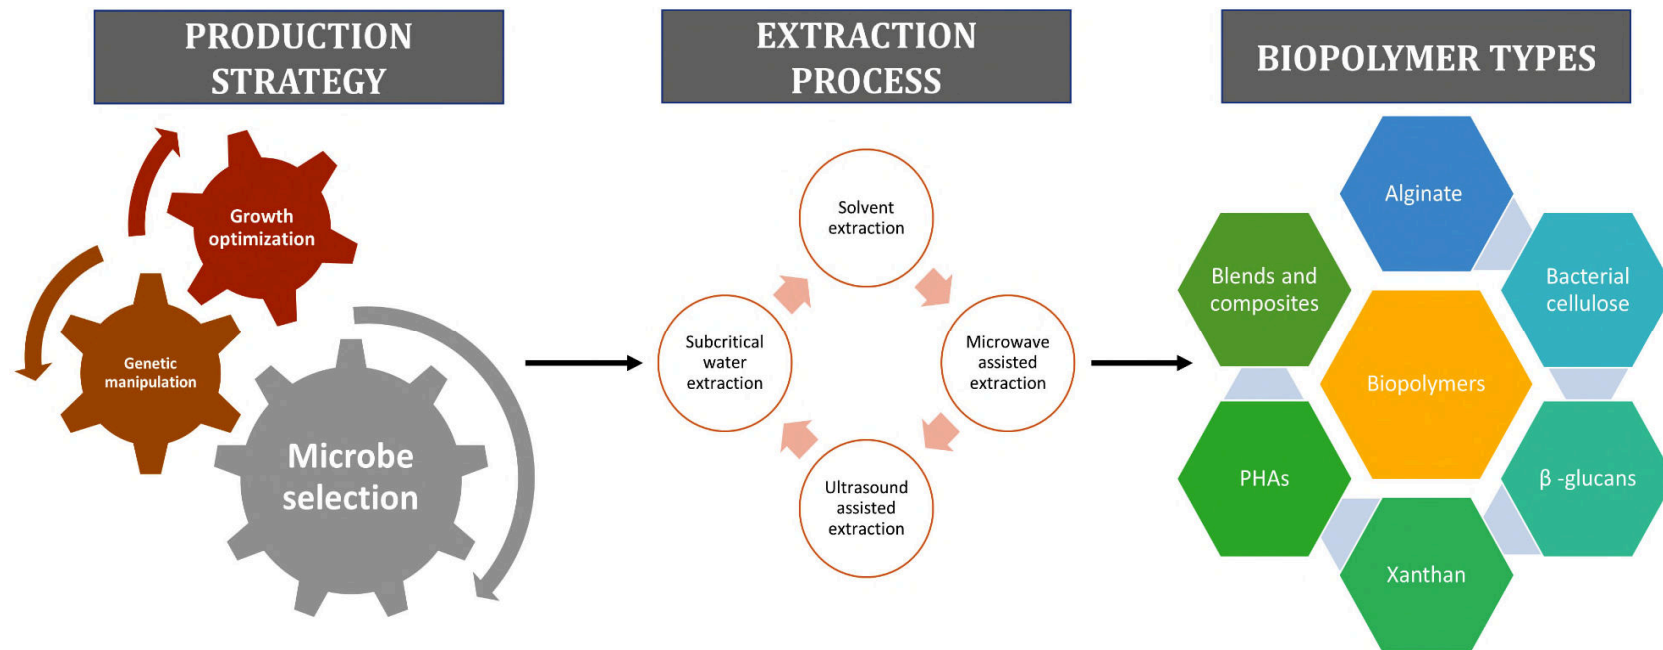 PRODUCTION
STRATEGY
Growth
optimization
Genetic
manipulation
Microbe
selection
EXTRACTION
PROCESS
Solvent
extraction
Microwave
assisted
extraction
Ultrasound
assisted
extraction
Subcritical
water
extraction
BIOPOLYMER TYPES
Alginate
Bacterial
cellulose
β -glucans
Xanthan
PHAs
Blends and
composites
Biopolymers